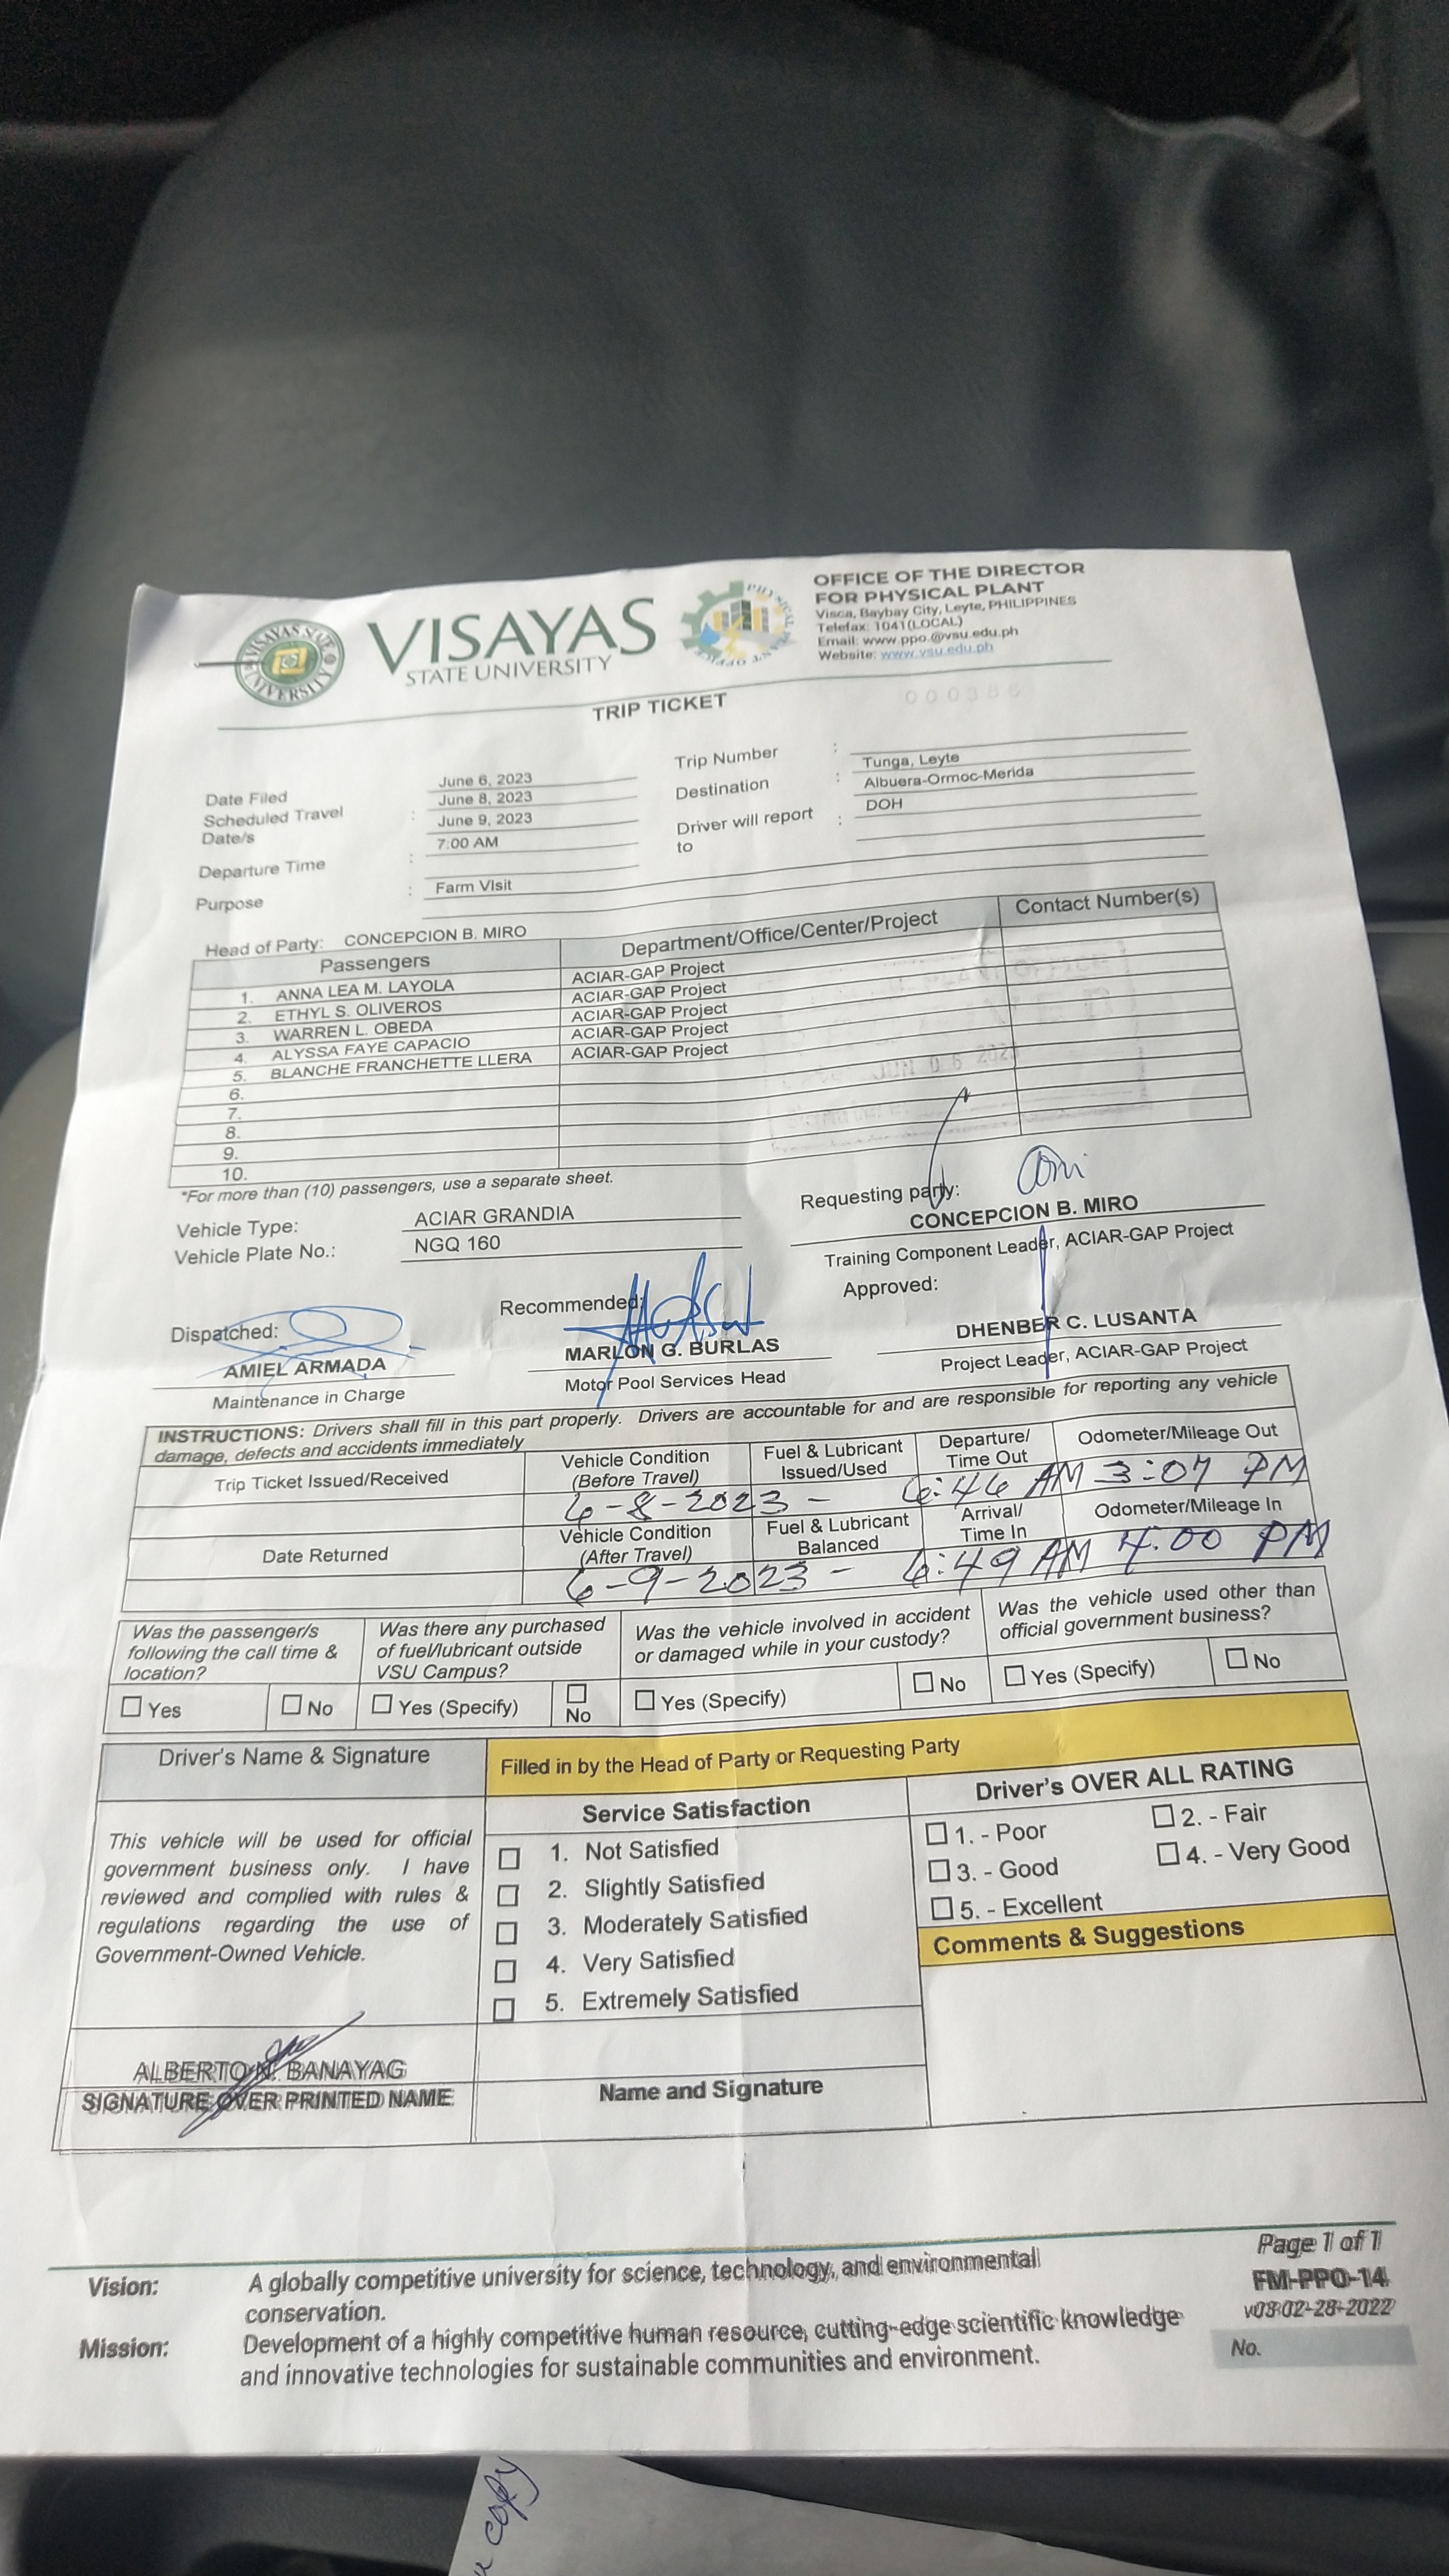 VISAYAS STATE UNIVERSITY
VISAYAS
STATE UNIVERSITY
OFFICE OF THE DIRECTOR
FOR PHYSICAL PLANT
Visca, Baybay City, Leyte, PHILIPPINES
Telefax: 1041(LOCAL)
Email: www.ppo.@vsu.edu.ph
Website: www.vsu.edu.ph
TRIP TICKET
000386
Date Filed June 6, 2023
Scheduled Travel : June 8, 2023
Date/s June 9, 2023
Departure Time : 7:00 AM
Purpose : Farm VIsit
Trip Number : Tunga, Leyte
Destination : Albuera-Ormoc-Merida
Driver will report : DOH
to
Head of Party: CONCEPCION B. MIRO
Passengers Department/Office/Center/Project Contact Number(s)
1. ANNA LEA M. LAYOLA ACIAR-GAP Project
2. ETHYL S. OLIVEROS ACIAR-GAP Project
3. WARREN L. OBEDA ACIAR-GAP Project
4. ALYSSA FAYE CAPACIO ACIAR-GAP Project
5. BLANCHE FRANCHETTE LLERA ACIAR-GAP Project
6.
7.
8.
9.
10.
*For more than (10) passengers, use a separate sheet.
Vehicle Type: ACIAR GRANDIA
Vehicle Plate No.: NGQ 160
Requesting party:
CONCEPCION B. MIRO
Training Component Leader, ACIAR-GAP Project
Dispatched:
AMIEL ARMADA
Maintenance in Charge
Recommended:
MARLON G. BURLAS
Motor Pool Services Head
Approved:
DHENBER C. LUSANTA
Project Leader, ACIAR-GAP Project
INSTRUCTIONS: Drivers shall fill in this part properly. Drivers are accountable for and are responsible for reporting any vehicle
damage, defects and accidents immediately
Trip Ticket Issued/Received
Vehicle Condition
(Before Travel)
Fuel & Lubricant
Issued/Used
Departure/
Time Out
Odometer/Mileage Out
6-8-2023 - 6:46 AM 3:07 PM
Date Returned
Vehicle Condition
(After Travel)
Fuel & Lubricant
Balanced
Arrival/
Time In
Odometer/Mileage In
6-9-2023 - 6:49 AM 4:00 PM
Was the passenger/s
following the call time &
location?
Was there any purchased
of fuel/lubricant outside
VSU Campus?
Was the vehicle involved in accident
or damaged while in your custody?
Was the vehicle used other than
official government business?
☐ Yes ☐ No ☐ Yes (Specify) ☐ No ☐ Yes (Specify) ☐ No ☐ Yes (Specify) ☐ No
Driver's Name & Signature
Filled in by the Head of Party or Requesting Party
This vehicle will be used for official
government business only. I have
reviewed and complied with rules &
regulations regarding the use of
Government-Owned Vehicle.
Service Satisfaction
☐ 1. Not Satisfied
☐ 2. Slightly Satisfied
☐ 3. Moderately Satisfied
☐ 4. Very Satisfied
☐ 5. Extremely Satisfied
Driver's OVER ALL RATING
☐ 1. - Poor ☐ 2. - Fair
☐ 3. - Good ☐ 4. - Very Good
☐ 5. - Excellent
Comments & Suggestions
ALBERTO N. BANAYAG
SIGNATURE OVER PRINTED NAME
Name and Signature
Vision: A globally competitive university for science, technology, and environmental
conservation.
Mission: Development of a highly competitive human resource, cutting-edge scientific knowledge
and innovative technologies for sustainable communities and environment.
Page 1 of 1
FM-PPO-14
v03 02-28-2022
No.
copy